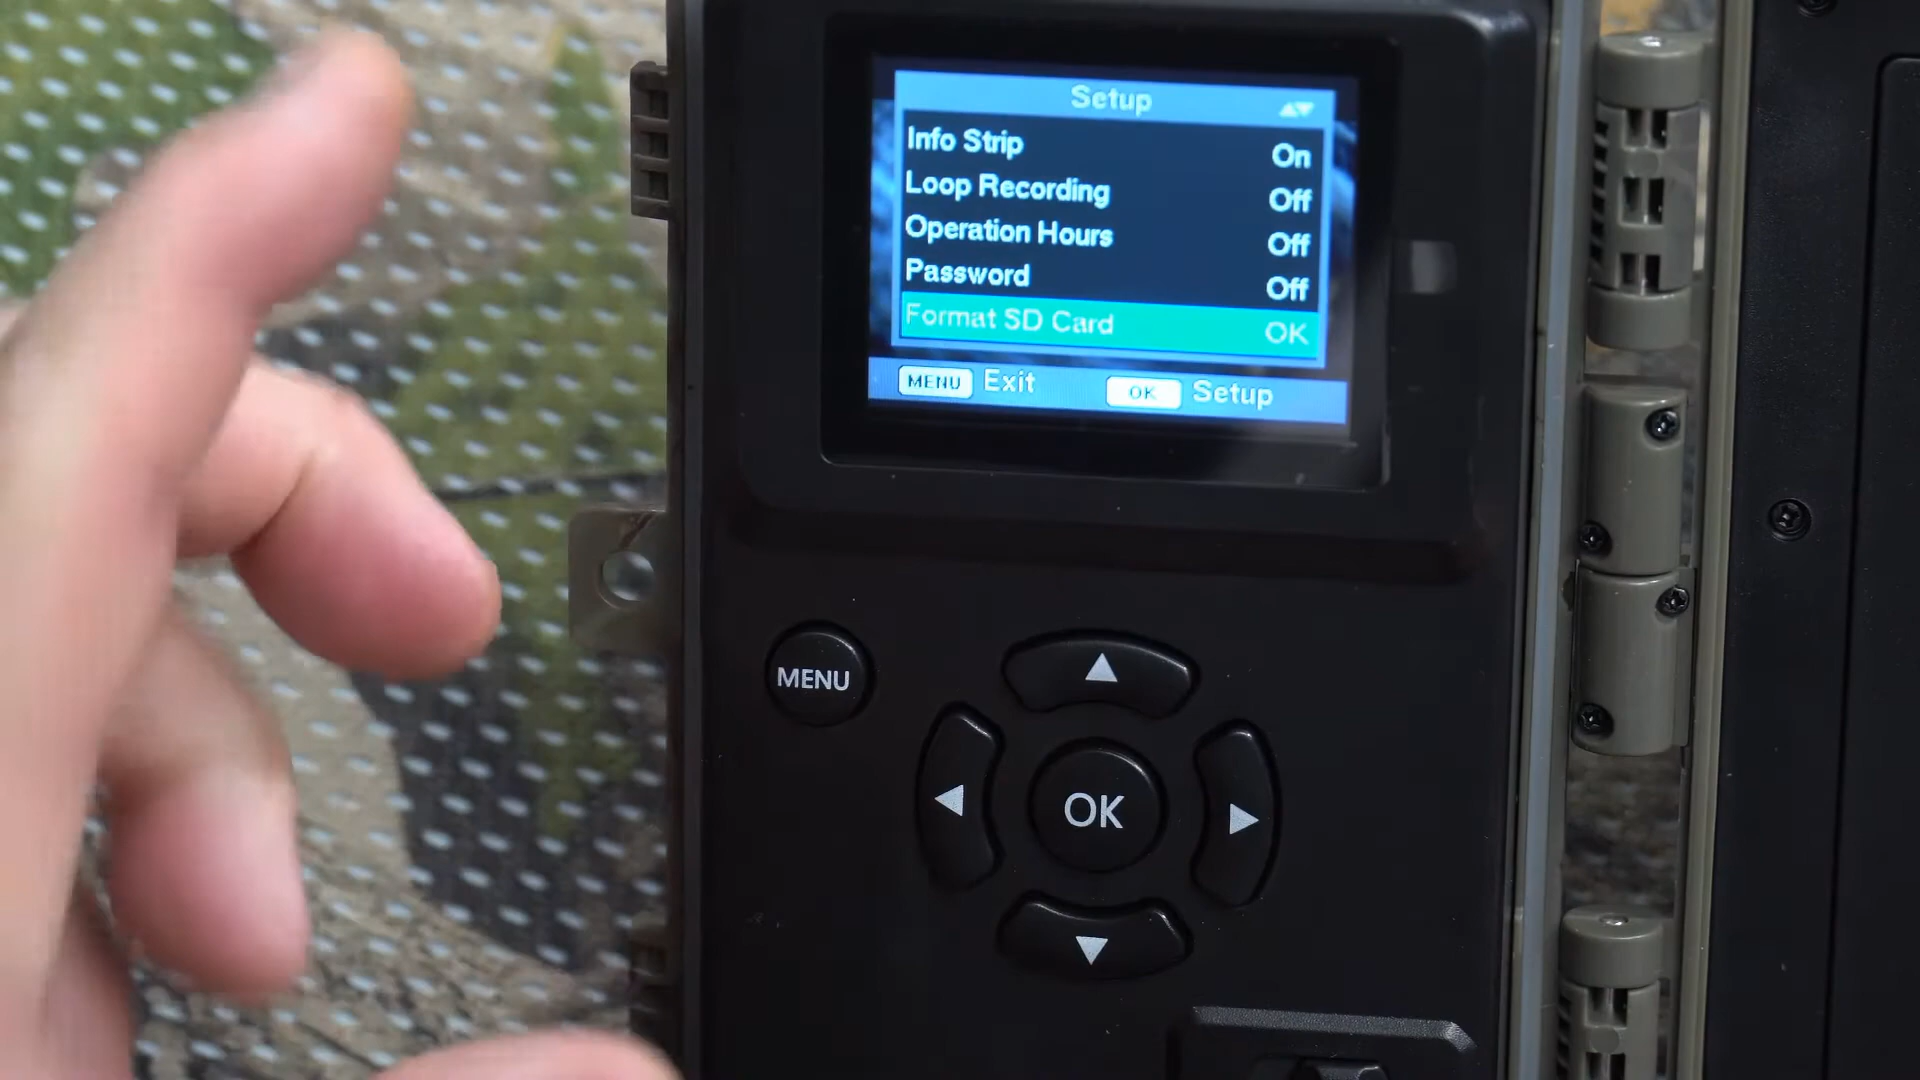 Setup
Info Strip On
Loop Recording Off
Operation Hours Off
Password Off
Format SD Card OK
MENU Exit OK Setup
MENU
OK